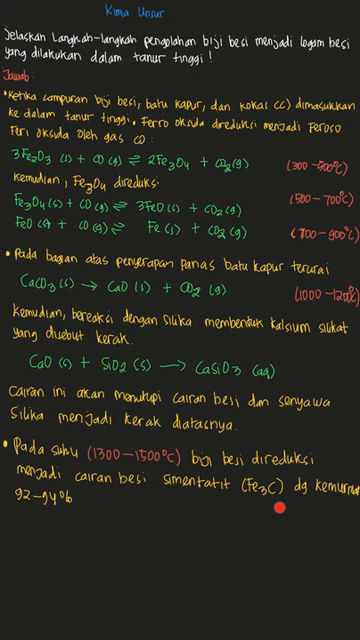 Kimia Unsur
Jelaskan langkah-langkah pengolahan biji besi menjadi logam besi
yang dilakukan dalam tanur tinggi !
Jawab:
• Ketika campuran biji besi, batu kapur, dan kokas (C) dimasukkan
ke dalam tanur tinggi. Ferro oksida direduksi menjadi Feroso
Feri oksida oleh gas CO
3Fe₂O₃ (s) + CO(g) ⇌ 2Fe₃O₄ + CO₂(g) (300-500°C)
Kemudian, Fe₃O₄ direduksi
Fe₃O₄ (s) + CO(g) ⇌ 3FeO(s) + CO₂(g) (500-700°C)
FeO(s) + CO(g) ⇌ Fe(s) + CO₂(g) (700-900°C)
• Pada bagian atas penyerapan panas batu kapur terurai
CaCO₃(s) → CaO(s) + CO₂ (g) (1000-1200°C)
Kemudian, bereaksi dengan silika membentuk kalsium silikat
yang disebut kerak.
CaO (s) + SiO₂ (s) → CaSiO₃ (aq)
Cairan ini akan menutupi cairan besi dan senyawa
silika menjadi kerak diatasnya.
• Pada suhu (1300-1500°C) biji besi direduksi
menjadi cairan besi simentatit (Fe₃C) dg kemurnian
92-94%